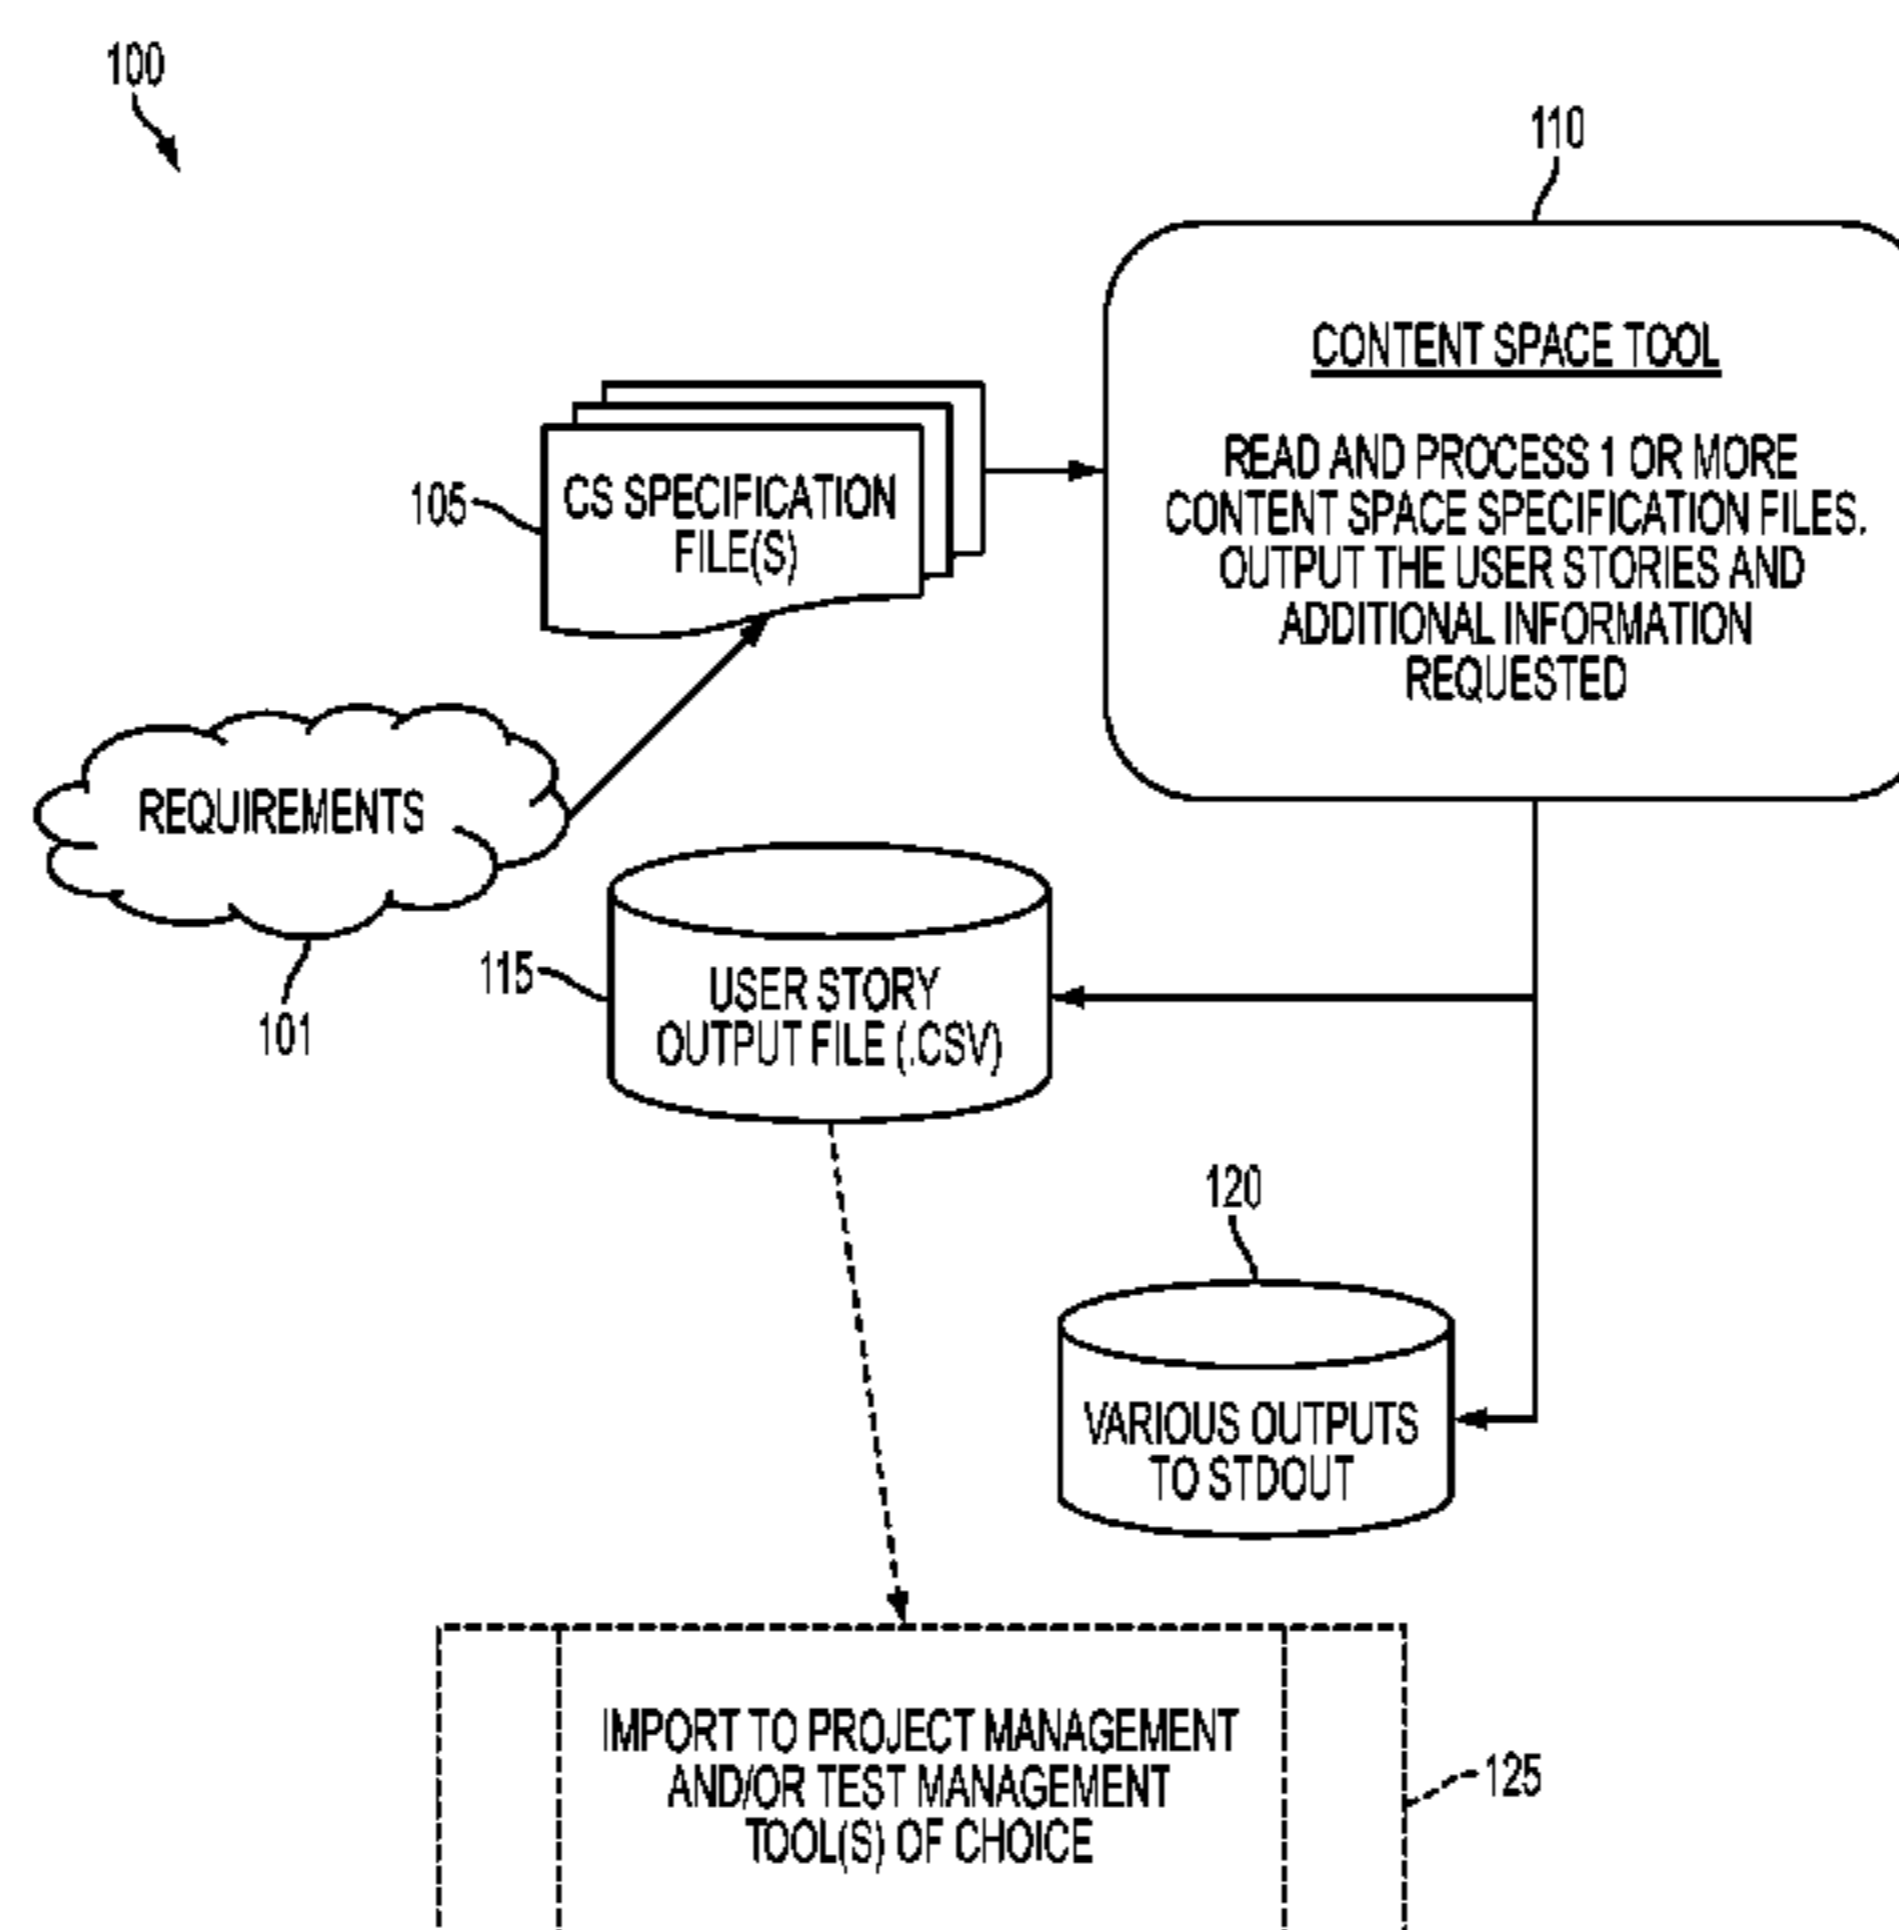 100
110
CONTENT SPACE TOOL
READ AND PROCESS 1 OR MORE
CONTENT SPACE SPECIFICATION FILES.
OUTPUT THE USER STORIES AND
ADDITIONAL INFORMATION
REQUESTED
105
CS SPECIFICATION
FILE(S)
REQUIREMENTS
101
115
USER STORY
OUTPUT FILE (.CSV)
120
VARIOUS OUTPUTS
TO STDOUT
IMPORT TO PROJECT MANAGEMENT
AND/OR TEST MANAGEMENT
TOOL(S) OF CHOICE
125